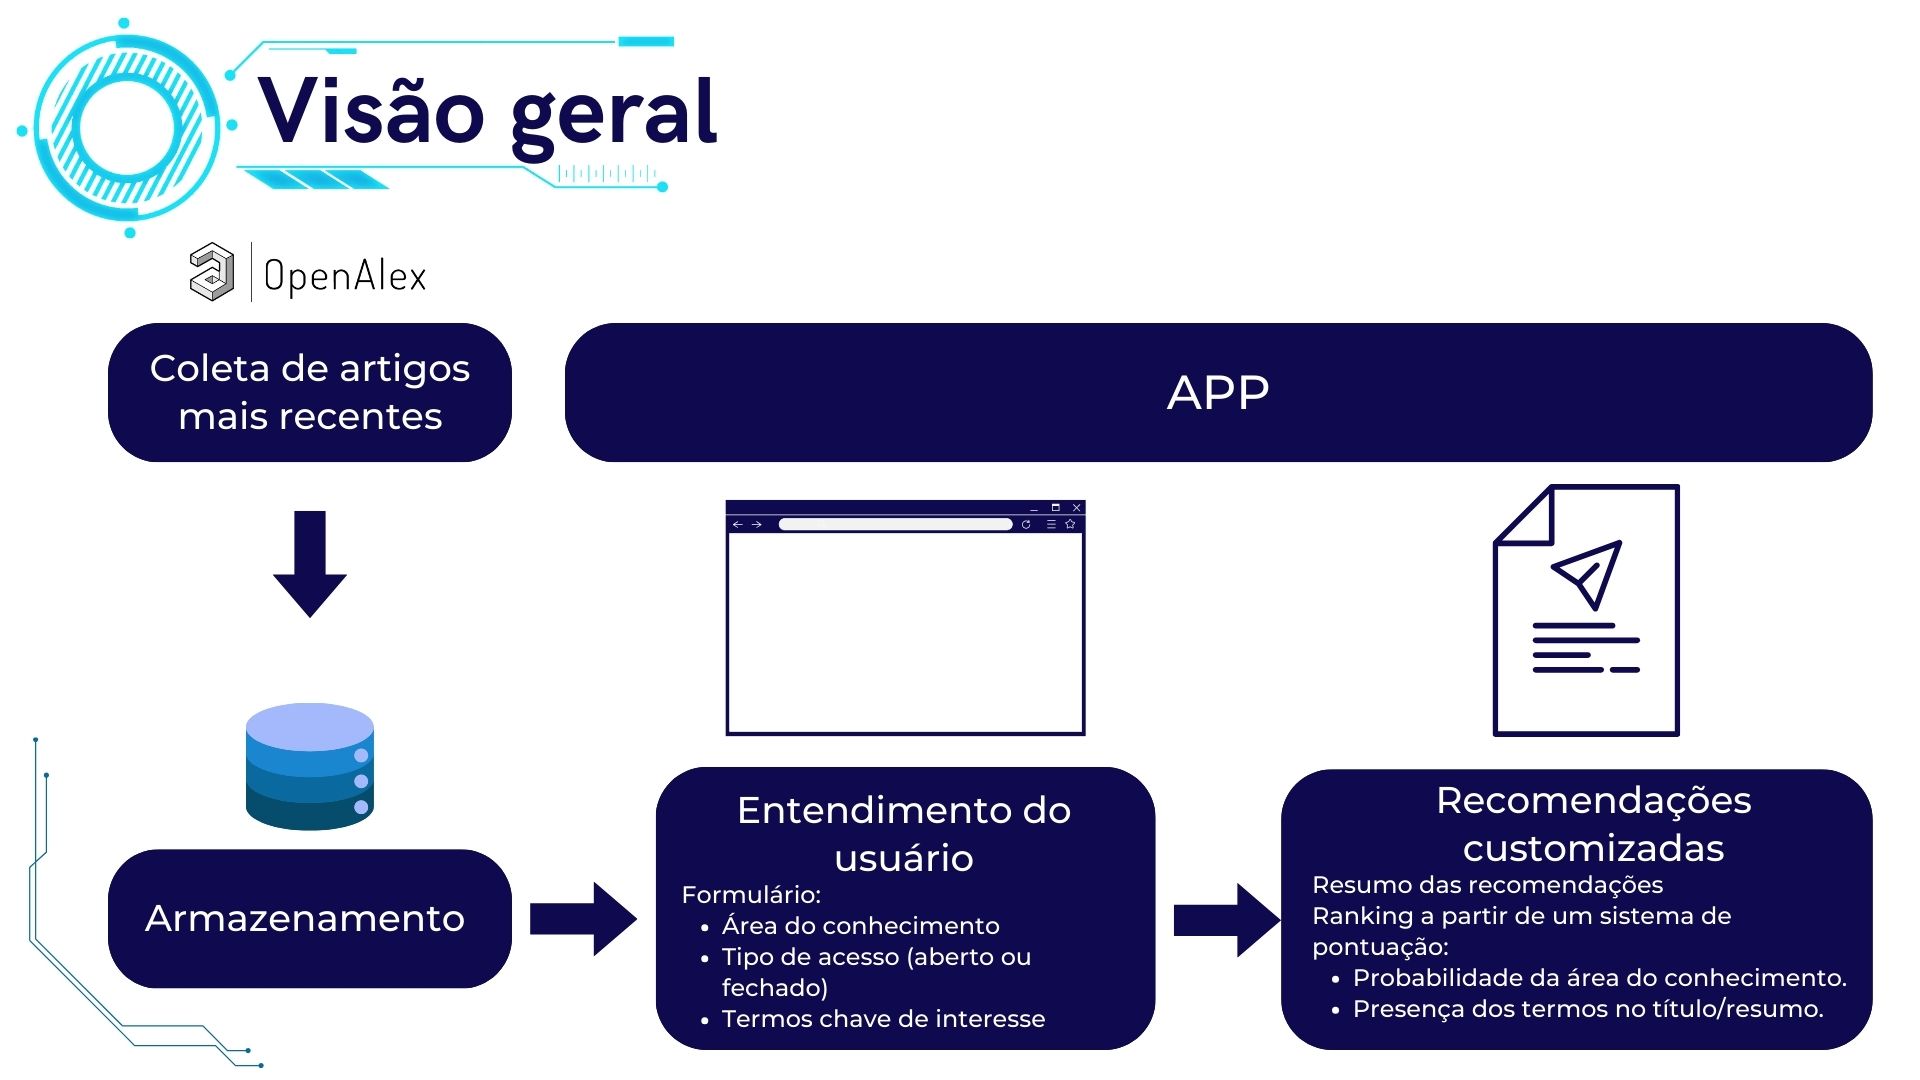 Visão geral
OpenAlex
Coleta de artigos
mais recentes
APP
Armazenamento
Entendimento do
usuário
Formulário:
• Área do conhecimento
• Tipo de acesso (aberto ou
fechado)
• Termos chave de interesse
Recomendações
customizadas
Resumo das recomendações
Ranking a partir de um sistema de
pontuação:
• Probabilidade da área do conhecimento.
• Presença dos termos no título/resumo.